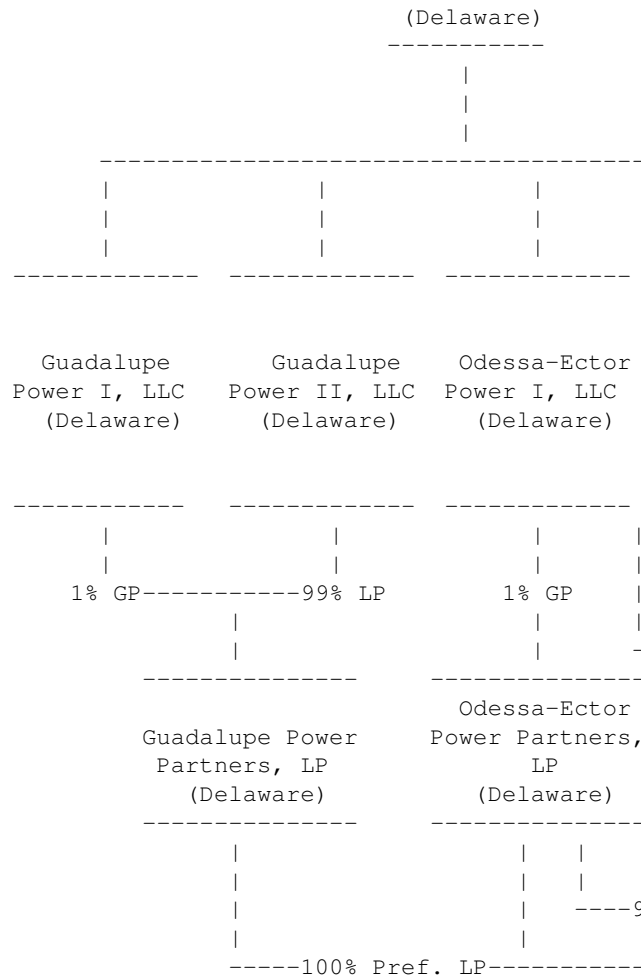 (Delaware)
Guadalupe Guadalupe Odessa-Ector
Power I, LLC Power II, LLC Power I, LLC
(Delaware) (Delaware) (Delaware)
1% GP-----------99% LP 1% GP
Odessa-Ector
Guadalupe Power Power Partners,
Partners, LP LP
(Delaware) (Delaware)
----9
-----100% Pref. LP-----------